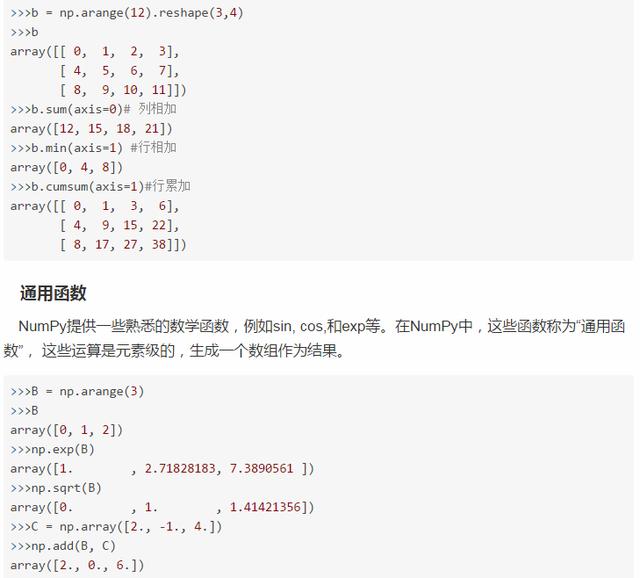 >>>b = np.arange(12).reshape(3,4)
>>>b
array([[ 0,  1,  2,  3],
       [ 4,  5,  6,  7],
       [ 8,  9, 10, 11]])
>>>b.sum(axis=0)# 列相加
array([12, 15, 18, 21])
>>>b.min(axis=1) #行相加
array([0, 4, 8])
>>>b.cumsum(axis=1)#行累加
array([[ 0,  1,  3,  6],
       [ 4,  9, 15, 22],
       [ 8, 17, 27, 38]])
通用函数
NumPy提供一些熟悉的数学函数，例如sin, cos,和exp等。在NumPy中，这些函数称为“通用函
数”， 这些运算是元素级的，生成一个数组作为结果。
>>>B = np.arange(3)
>>>B
array([0, 1, 2])
>>>np.exp(B)
array([1.        , 2.71828183, 7.3890561 ])
>>>np.sqrt(B)
array([0.        , 1.        , 1.41421356])
>>>C = np.array([2., -1., 4.])
>>>np.add(B, C)
array([2., 0., 6.])